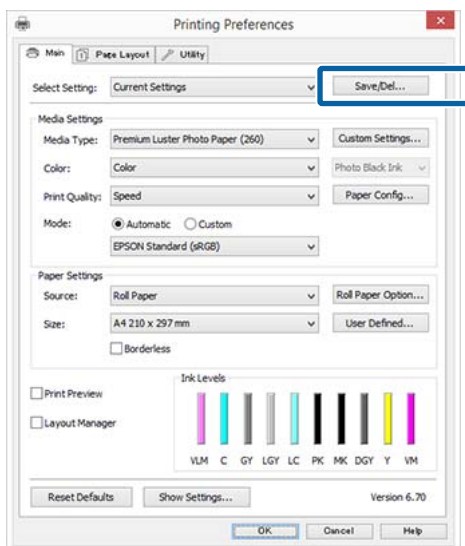 Printing Preferences
Main Page Layout Utility
Select Setting: Current Settings Save/Del...
Media Settings
Media Type: Premium Luster Photo Paper (260) Custom Settings...
Color: Color Photo Black Ink
Print Quality: Speed Paper Config...
Mode: Automatic Custom
EPSON Standard (sRGB)
Paper Settings
Source: Roll Paper Roll Paper Option...
Size: A4 210 x 297 mm User Defined...
Borderless
Ink Levels
Print Preview
Layout Manager
VLM C GY LGY LC PK MK DGY Y VM
Reset Defaults Show Settings... Version 6.70
OK Cancel Help